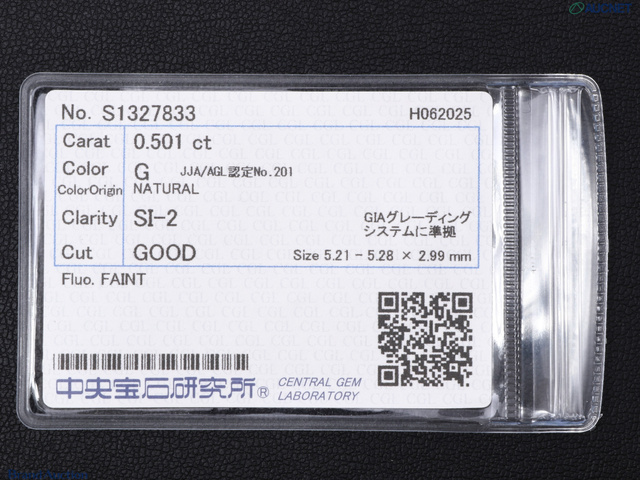 No. S1327833 H062025
Carat 0.501 ct
Color G JJA/AGL認定No.201
ColorOrigin NATURAL
Clarity SI-2 GIAグレーディング
システムに準拠
Cut GOOD Size 5.21 - 5.28 × 2.99 mm
Fluo. FAINT
中央宝石研究所® CENTRAL GEM
LABORATORY